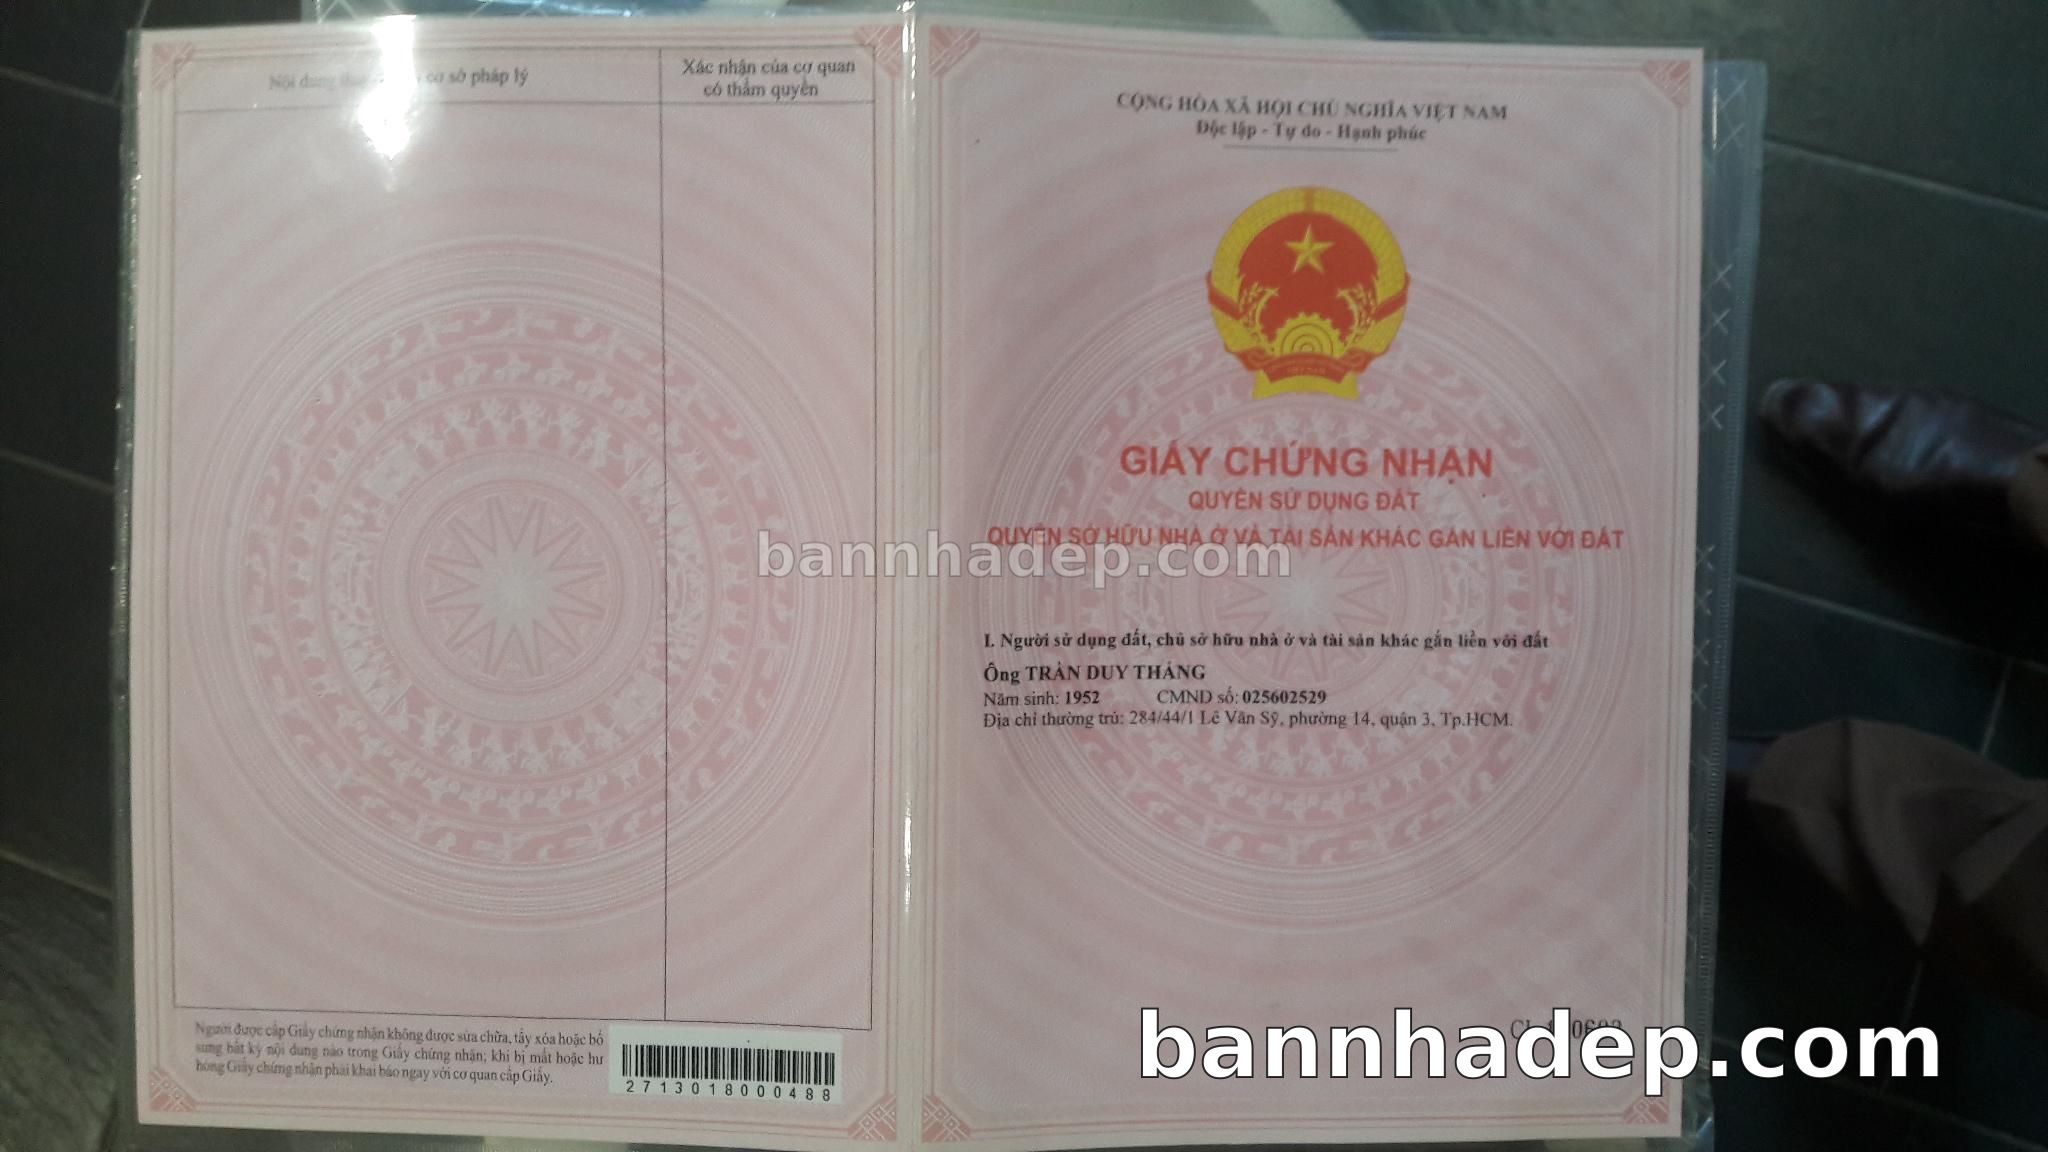 Nội dung cơ sở pháp lý
Xác nhận của cơ quan
có thẩm quyền
Người được cấp Giấy chứng nhận không được sửa chữa, tẩy xóa hoặc bổ
sung bất kỳ nội dung nào trong Giấy chứng nhận; khi bị mất hoặc hư
hỏng Giấy chứng nhận phải khai báo ngay với cơ quan cấp Giấy.
2713018000488
CỘNG HÒA XÃ HỘI CHỦ NGHĨA VIỆT NAM
Độc lập - Tự do - Hạnh phúc
GIẤY CHỨNG NHẬN
QUYỀN SỬ DỤNG ĐẤT
QUYỀN SỞ HỮU NHÀ Ở VÀ TÀI SẢN KHÁC GẮN LIỀN VỚI ĐẤT
bannhadep.com
I. Người sử dụng đất, chủ sở hữu nhà ở và tài sản khác gắn liền với đất
Ông TRẦN DUY THẮNG
Năm sinh: 1952 CMND số: 025602529
Địa chỉ thường trú: 284/44/1 Lê Văn Sỹ, phường 14, quận 3, Tp.HCM.
bannhadep.com